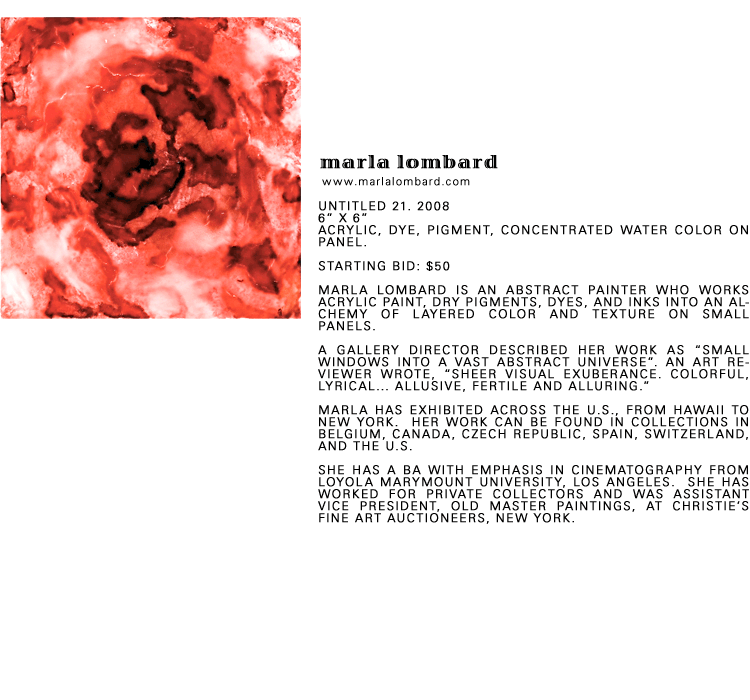 marla lombard
www.marlalombard.com
UNTITLED 21. 2008
6" X 6"
ACRYLIC, DYE, PIGMENT, CONCENTRATED WATER COLOR ON
PANEL.
STARTING BID: $50
MARLA LOMBARD IS AN ABSTRACT PAINTER WHO WORKS
ACRYLIC PAINT, DRY PIGMENTS, DYES, AND INKS INTO AN AL-
CHEMY OF LAYERED COLOR AND TEXTURE ON SMALL
PANELS.
A GALLERY DIRECTOR DESCRIBED HER WORK AS "SMALL
WINDOWS INTO A VAST ABSTRACT UNIVERSE". AN ART RE-
VIEWER WROTE, "SHEER VISUAL EXUBERANCE. COLORFUL,
LYRICAL... ALLUSIVE, FERTILE AND ALLURING."
MARLA HAS EXHIBITED ACROSS THE U.S., FROM HAWAII TO
NEW YORK. HER WORK CAN BE FOUND IN COLLECTIONS IN
BELGIUM, CANADA, CZECH REPUBLIC, SPAIN, SWITZERLAND,
AND THE U.S.
SHE HAS A BA WITH EMPHASIS IN CINEMATOGRAPHY FROM
LOYOLA MARYMOUNT UNIVERSITY, LOS ANGELES. SHE HAS
WORKED FOR PRIVATE COLLECTORS AND WAS ASSISTANT
VICE PRESIDENT, OLD MASTER PAINTINGS, AT CHRISTIE'S
FINE ART AUCTIONEERS, NEW YORK.